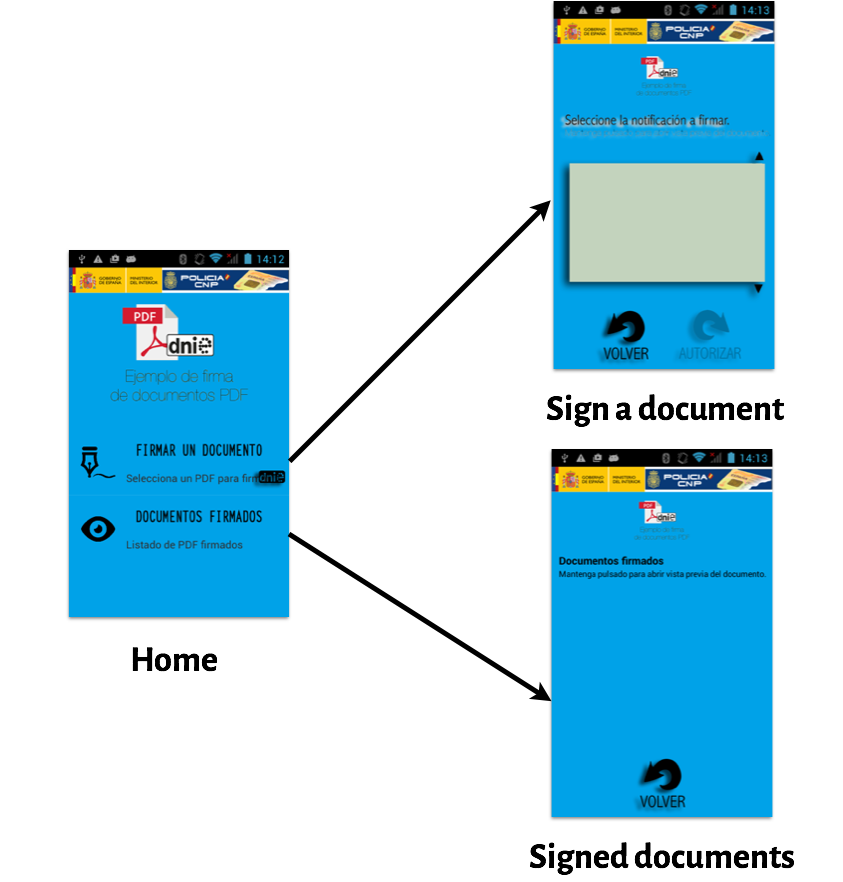 14:13
GOBIERNO DE ESPAÑA
MINISTERIO DEL INTERIOR
POLICIA CNP
PDF
dnie
Ejemplo de firma
de documentos PDF
Seleccione la notificación a firmar.
VOLVER
AUTORIZAR
Sign a document
14:12
GOBIERNO DE ESPAÑA
MINISTERIO DEL INTERIOR
POLICIA CNP
PDF
dnie
Ejemplo de firma
de documentos PDF
FIRMAR UN DOCUMENTO
Selecciona un PDF para firm
dnie
DOCUMENTOS FIRMADOS
Listado de PDF firmados
Home
14:13
GOBIERNO DE ESPAÑA
MINISTERIO DEL INTERIOR
POLICIA CNP
PDF
dnie
Ejemplo de firma
de documentos PDF
Documentos firmados
Mantenga pulsado para abrir vista previa del documento.
VOLVER
Signed documents